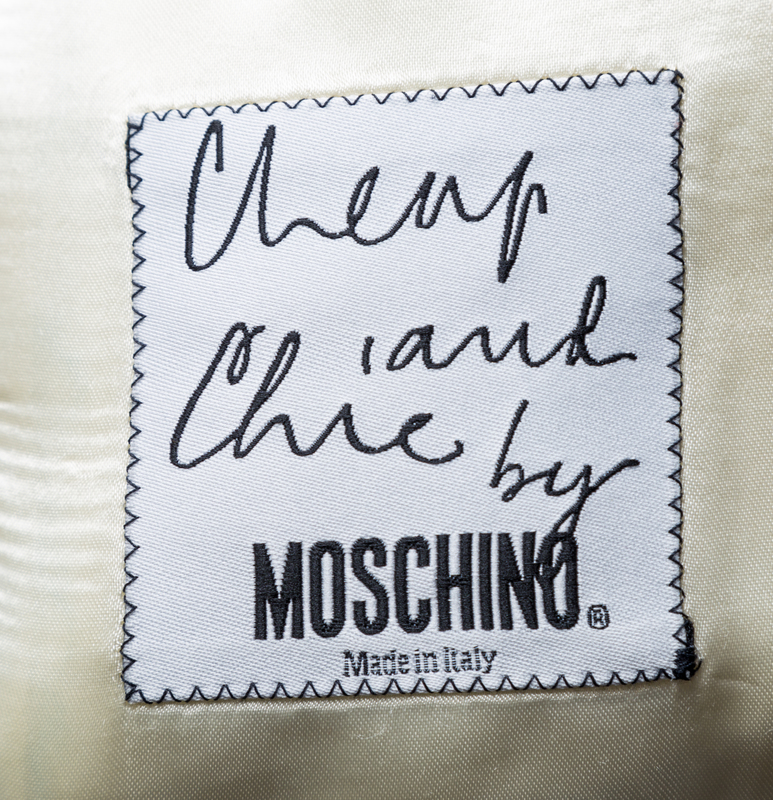 Cheap
and
Chic by
MOSCHINO®
Made in Italy